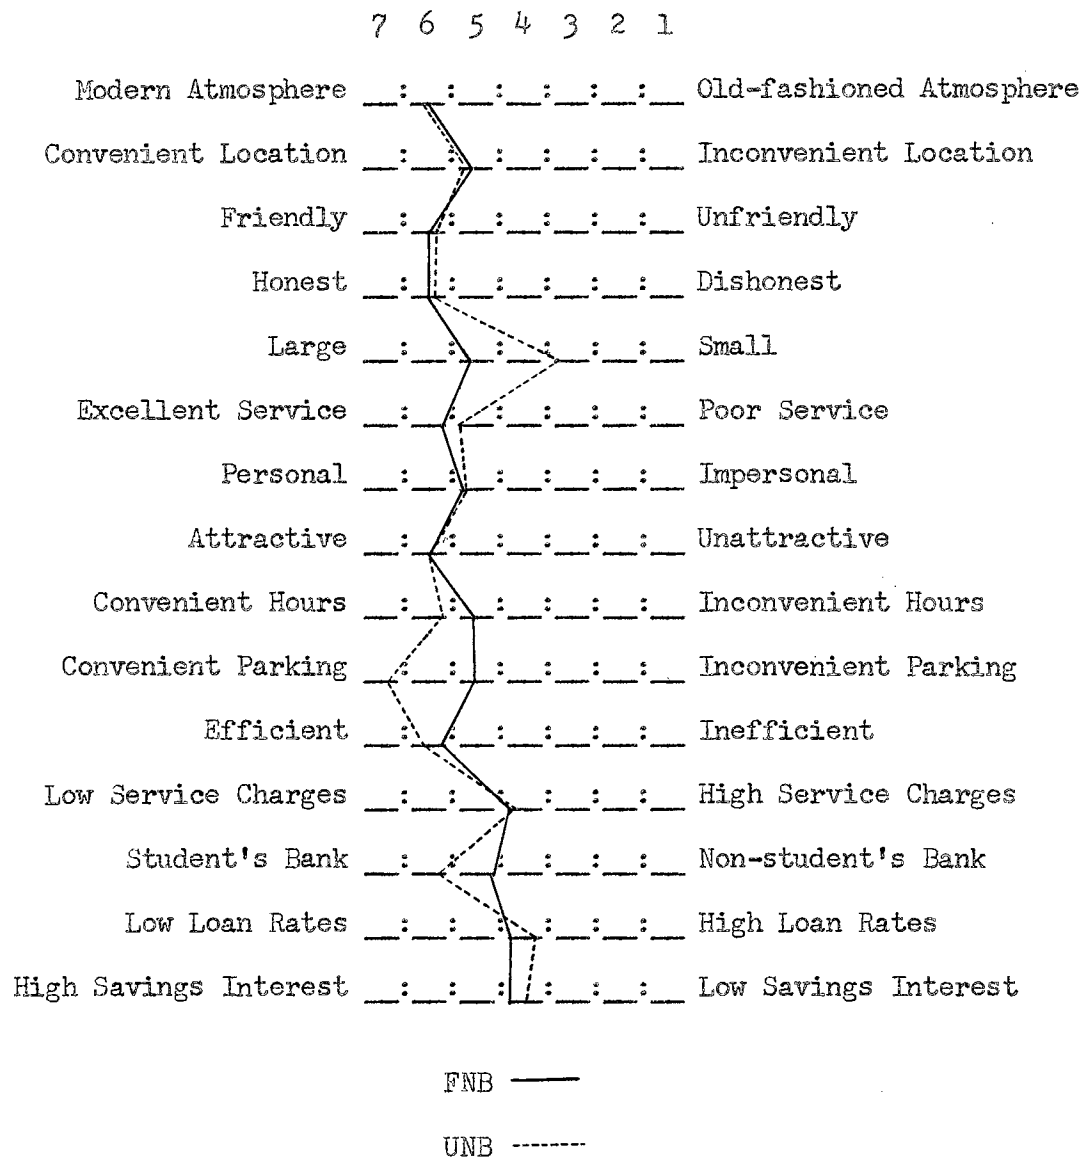 7 6 5 4 3 2 1
Modern Atmosphere __:__:__:__:__:__:__ Old-fashioned Atmosphere
Convenient Location __:__:__:__:__:__:__ Inconvenient Location
Friendly __:__:__:__:__:__:__ Unfriendly
Honest __:__:__:__:__:__:__ Dishonest
Large __:__:__:__:__:__:__ Small
Excellent Service __:__:__:__:__:__:__ Poor Service
Personal __:__:__:__:__:__:__ Impersonal
Attractive __:__:__:__:__:__:__ Unattractive
Convenient Hours __:__:__:__:__:__:__ Inconvenient Hours
Convenient Parking __:__:__:__:__:__:__ Inconvenient Parking
Efficient __:__:__:__:__:__:__ Inefficient
Low Service Charges __:__:__:__:__:__:__ High Service Charges
Student's Bank __:__:__:__:__:__:__ Non-student's Bank
Low Loan Rates __:__:__:__:__:__:__ High Loan Rates
High Savings Interest __:__:__:__:__:__:__ Low Savings Interest
FNB
UNB